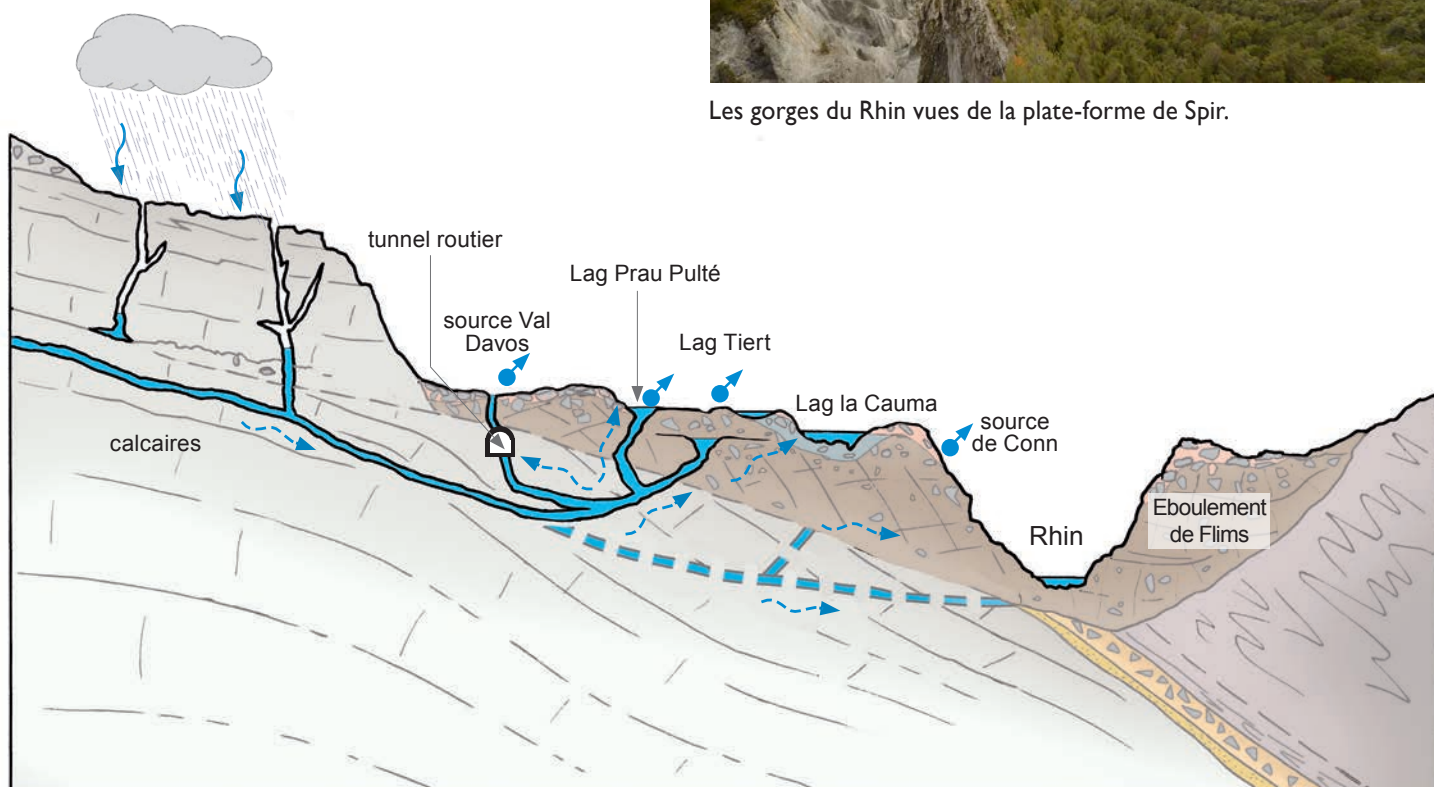 Les gorges du Rhin vues de la plate-forme de Spir.
tunnel routier
Lag Prau Pulté
source Val
Davos
Lag Tiert
Lag la Cauma
source
de Conn
calcaires
Eboulement
de Flims
Rhin